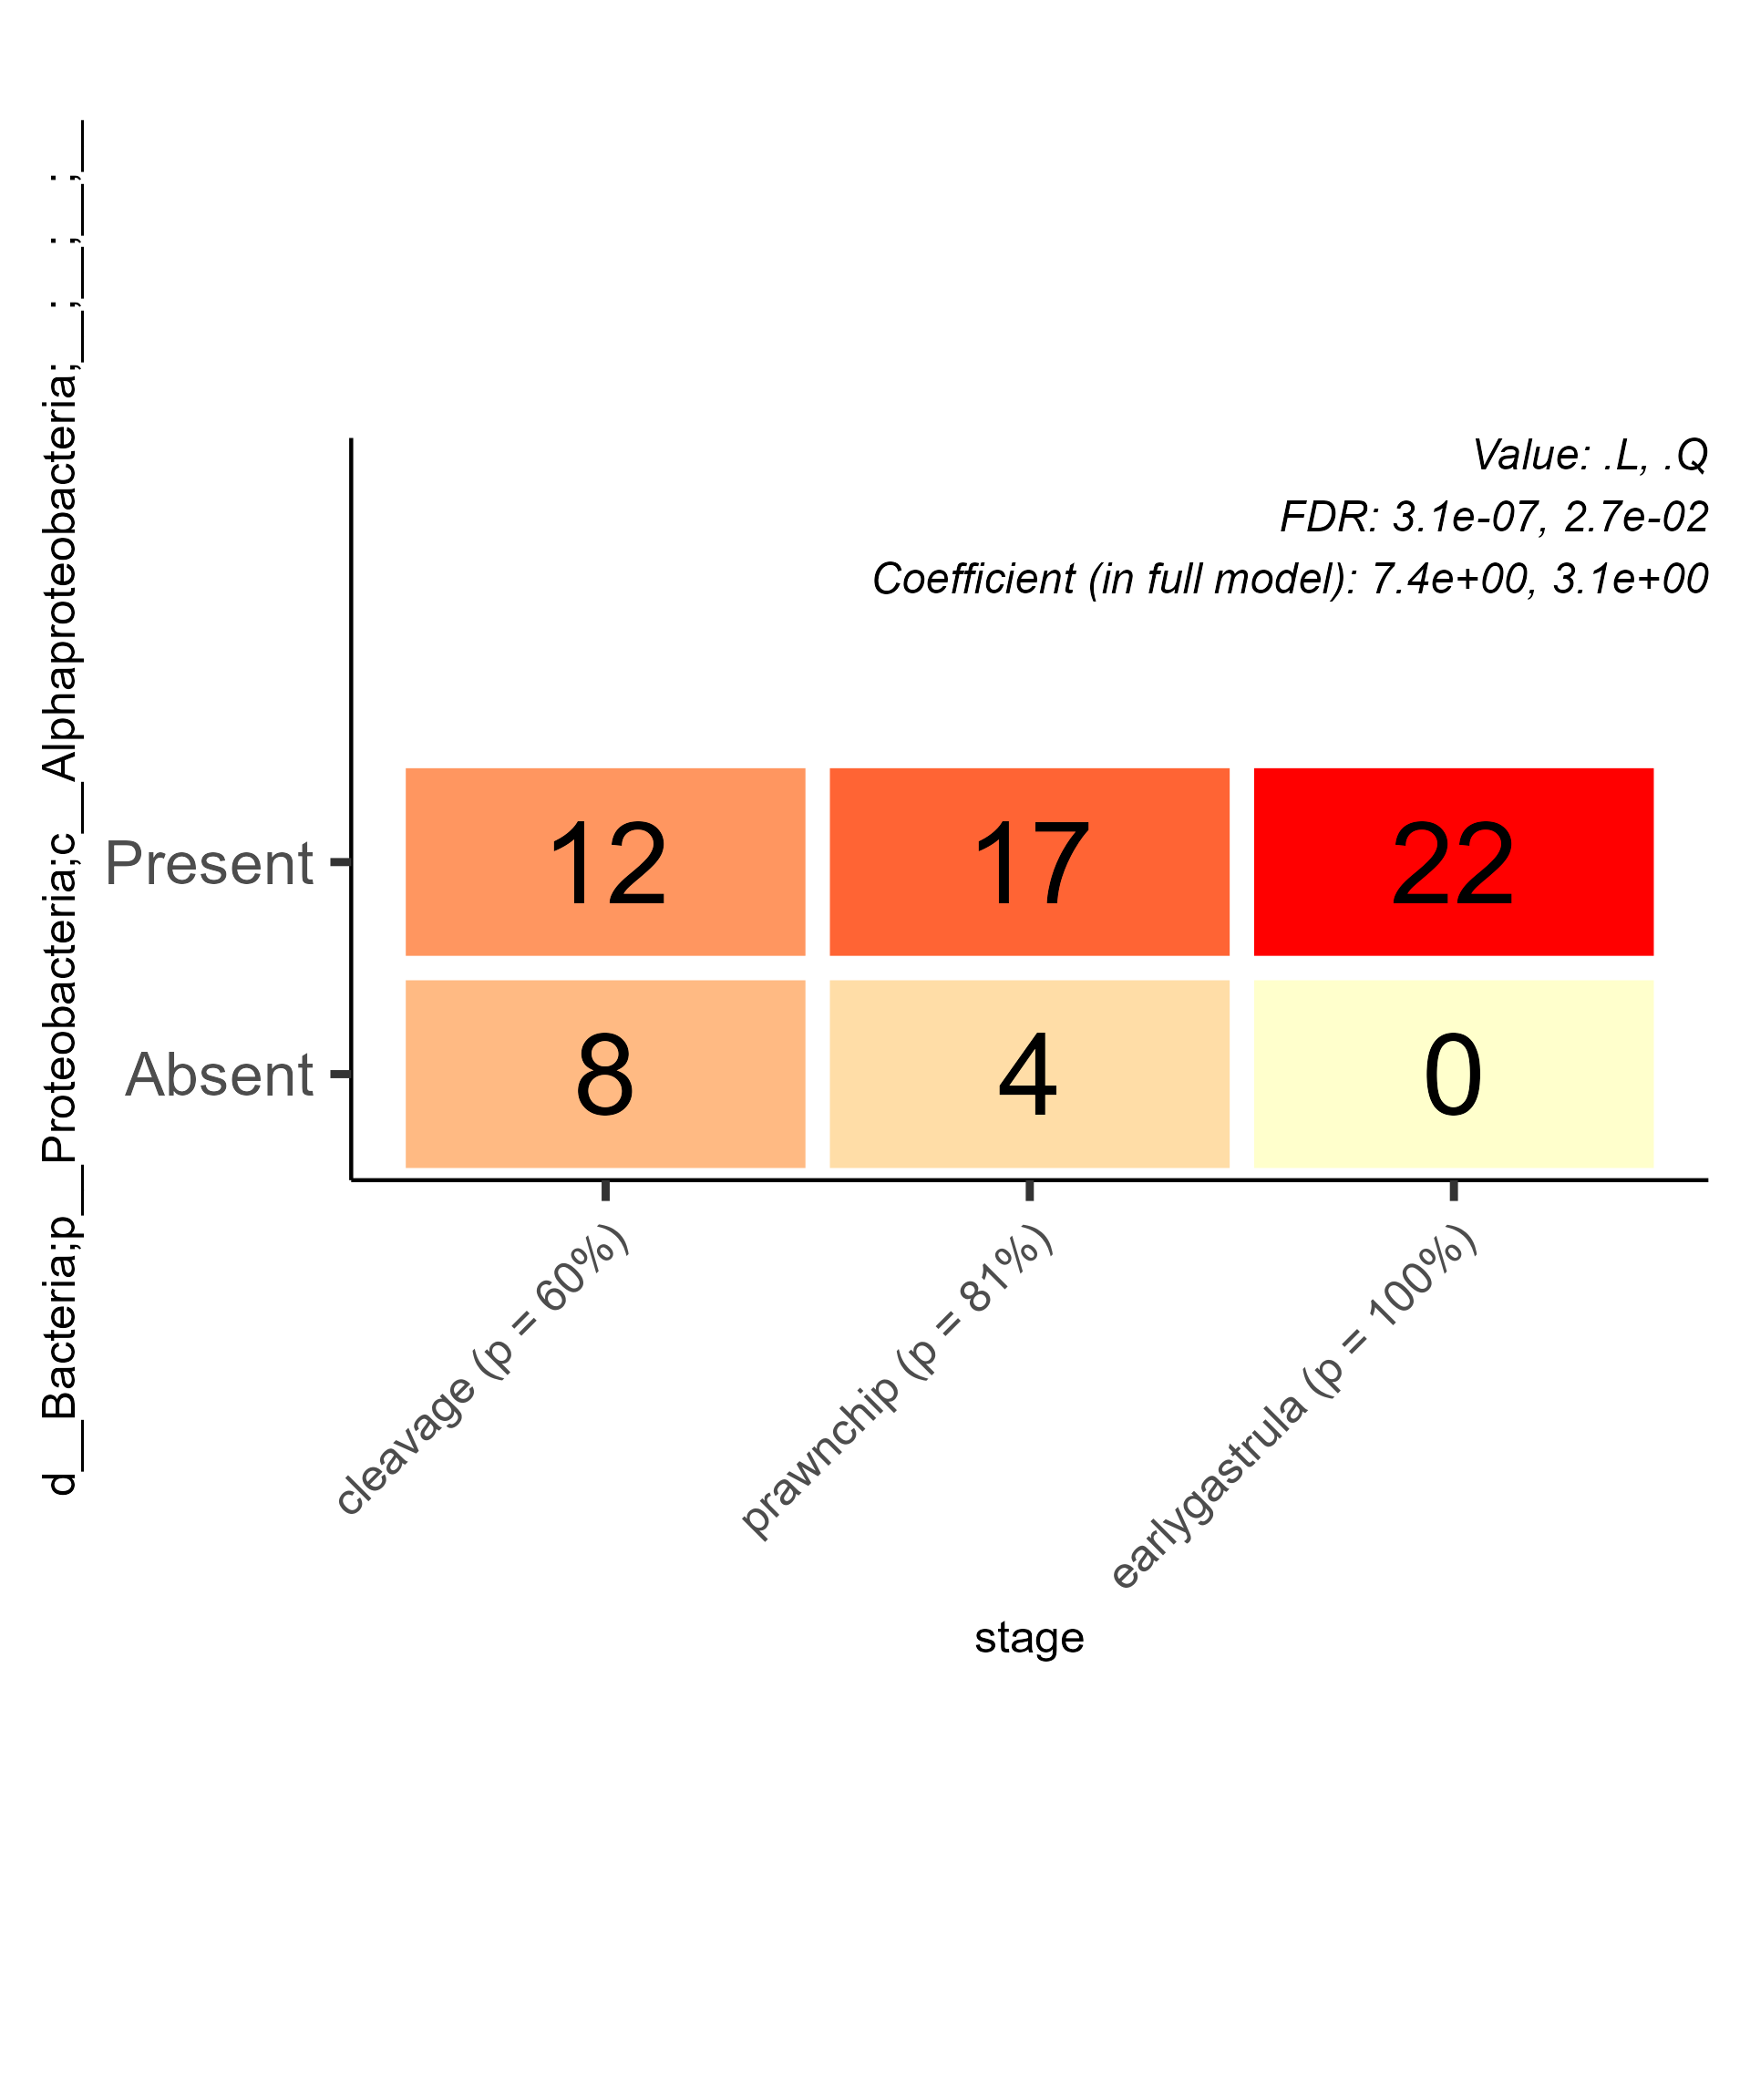 d__Bacteria;p__Proteobacteria;c__Alphaproteobacteria;__;__;__;__
Value: .L, .Q
FDR: 3.1e-07, 2.7e-02
Coefficient (in full model): 7.4e+00, 3.1e+00
Present
12
17
22
Absent
8
4
0
cleavage (p = 60%)
prawnchip (p = 81%)
earlygastrula (p = 100%)
stage